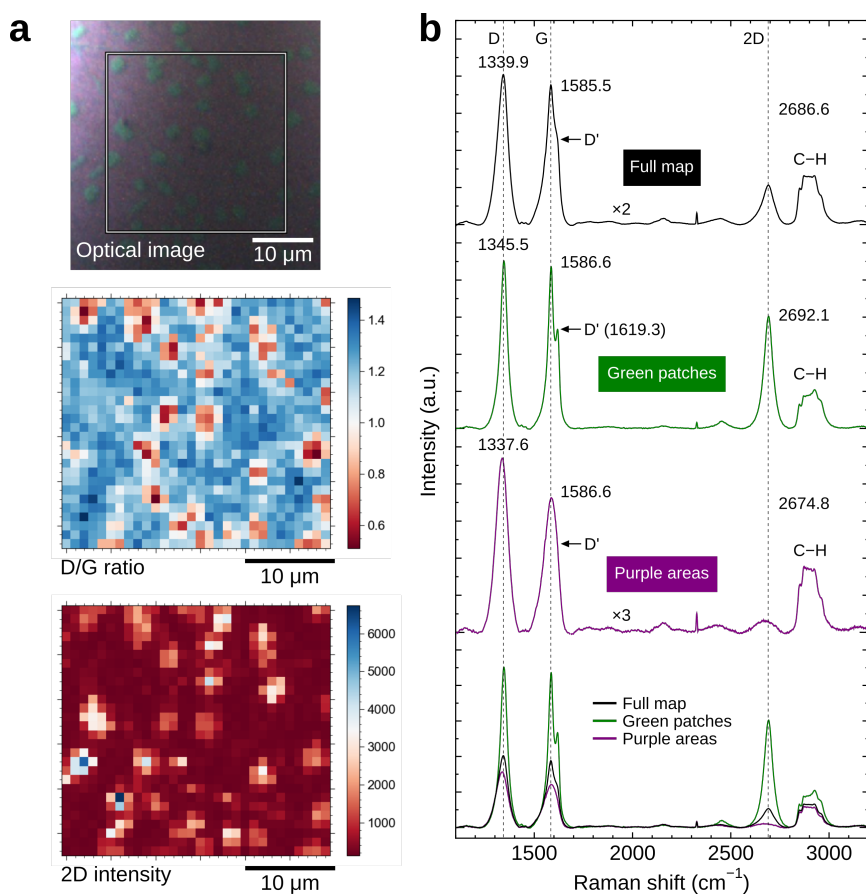 a
Optical image
10 μm
1.4
1.2
1.0
0.8
0.6
D/G ratio
10 μm
6000
5000
4000
3000
2000
1000
2D intensity
10 μm
b
D
G
2D
1339.9
1585.5
2686.6
D'
C−H
Full map
×2
1345.5
1586.6
2692.1
D' (1619.3)
C−H
Green patches
1337.6
1586.6
2674.8
D'
C−H
Purple areas
×3
Full map
Green patches
Purple areas
Intensity (a.u.)
1500
2000
2500
3000
Raman shift (cm⁻¹)